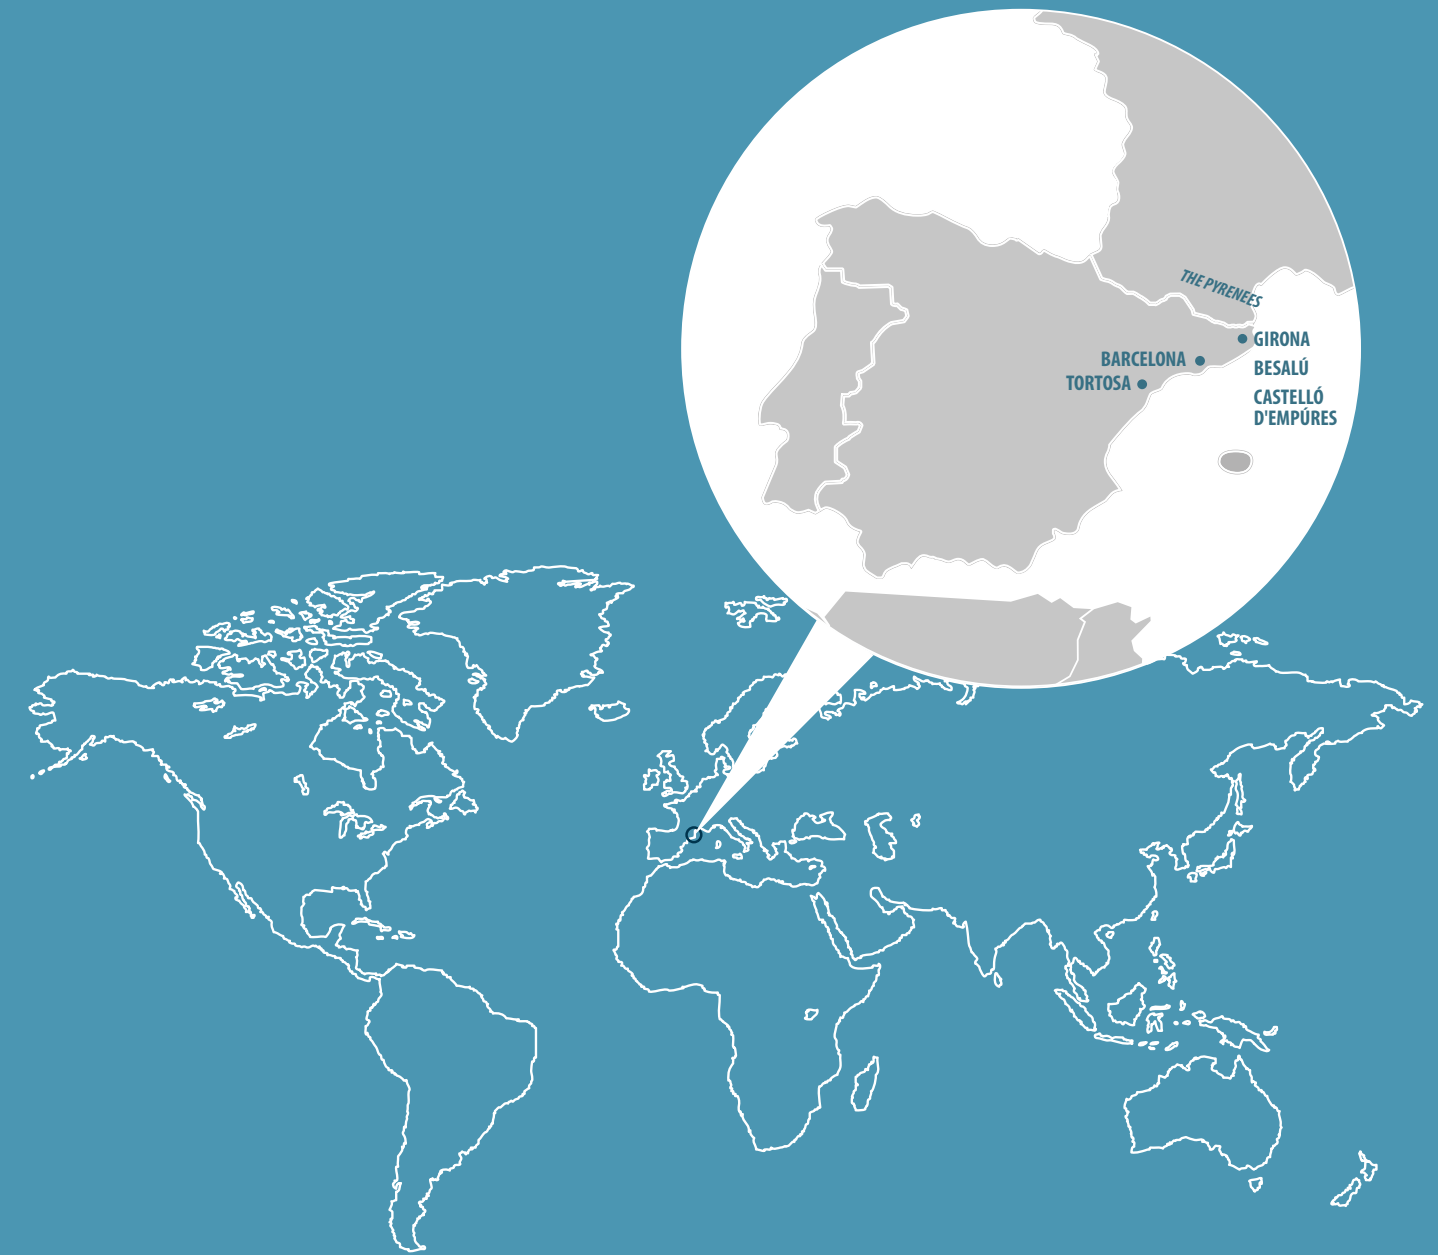 THE PYRENEES
GIRONA
BARCELONA
BESALÚ
TORTOSA
CASTELLÓ
D'EMPÚRES